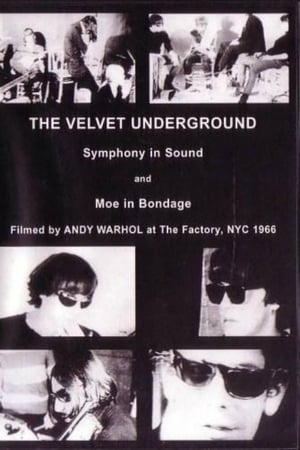 THE VELVET UNDERGROUND
Symphony in Sound
and
Moe in Bondage
Filmed by ANDY WARHOL at The Factory, NYC 1966